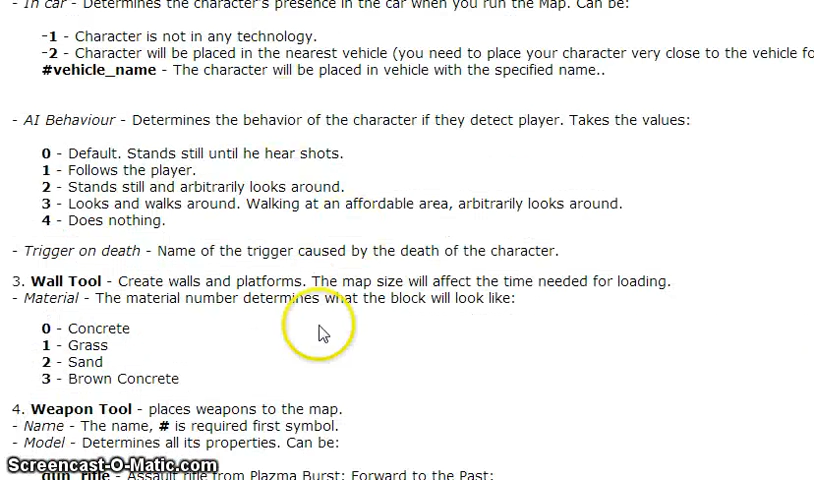 - In car - Determines the character's presence in the car when you run the Map. Can be:
-1 - Character is not in any technology.
-2 - Character will be placed in the nearest vehicle (you need to place your character very close to the vehicle fo
#vehicle_name - The character will be placed in vehicle with the specified name..
- AI Behaviour - Determines the behavior of the character if they detect player. Takes the values:
0 - Default. Stands still until he hear shots.
1 - Follows the player.
2 - Stands still and arbitrarily looks around.
3 - Looks and walks around. Walking at an affordable area, arbitrarily looks around.
4 - Does nothing.
- Trigger on death - Name of the trigger caused by the death of the character.
3. Wall Tool - Create walls and platforms. The map size will affect the time needed for loading.
- Material - The material number determines what the block will look like:
0 - Concrete
1 - Grass
2 - Sand
3 - Brown Concrete
4. Weapon Tool - places weapons to the map.
- Name - The name, # is required first symbol.
- Model - Determines all its properties. Can be:
gun_rifle - Assault rifle from Plazma Burst: Forward to the Past:
Screencast-O-Matic.com